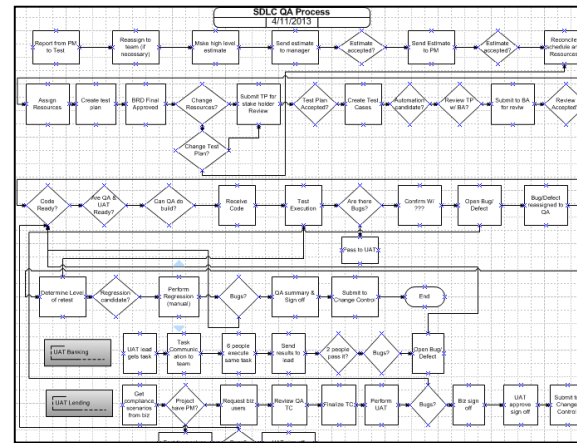 SDLC QA Process
4/11/2013
Report from PM
to Test
Reassign to
team (if
necessary)
Make high level
estimate
Send estimate
to manager
Estimate
accepted?
Send Estimate
to PM
Estimate
accepted?
Reconcile
schedule and
Resources
Assign
Resources
Create test
plan
BRD Final
Approved
Change
Resources?
Submit TP for
stake holder
Review
Test Plan
Accepted?
Create Test
Cases
Automation
candidate?
Review TP w/
BA?
Submit to BA
for review
Review
Accepted
Change Test
Plan?
Code
Ready?
Are QA &
UAT
Ready?
Can QA do
build?
Receive
Code
Test
Execution
Are there
Bugs?
Confirm W/
???
Open Bug/
Defect
Bug/Defect
reassigned to
QA
Pass to UAT
Determine Level
of retest
Regression
candidate?
Perform
Regression
(manual)
Bugs?
QA summary &
Sign off
Submit to
Change Control
End
UAT Banking
UAT lead
gets task
Task
Communic
ation to
team
6 people
execute
same task
Send
results to
lead
2 people
pass it?
Bugs?
Open Bug/
Defect
UAT Lending
Get
compliance
scenarios
from biz
Project
have PM?
Request biz
users
Review QA
TC
Finalize TC
Perform
UAT
Bugs?
Biz sign
off
UAT
approve
sign off
Submit to
Change
Control